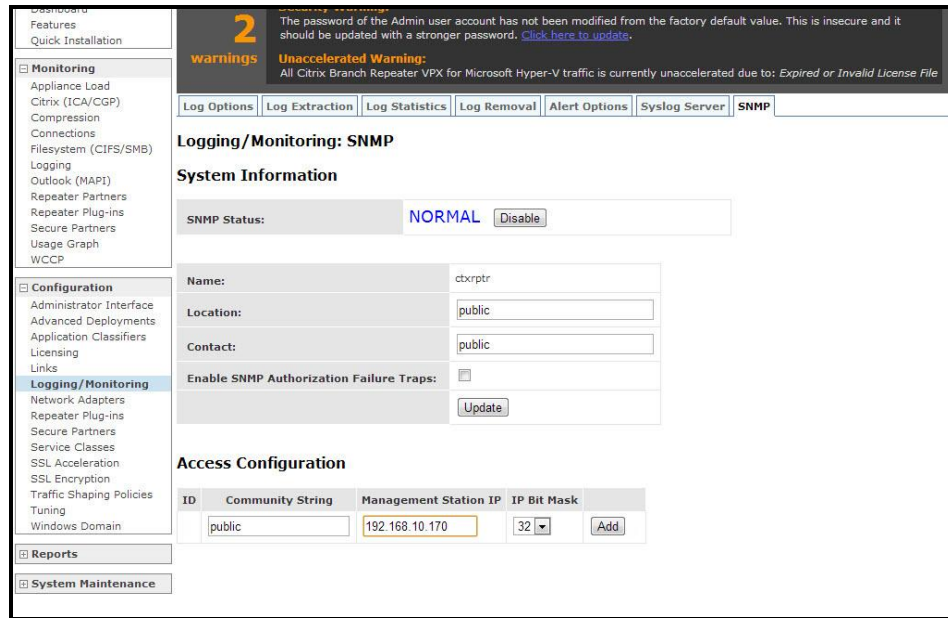 Dashboard
Features
Quick Installation
Monitoring
Appliance Load
Citrix (ICA/CGP)
Compression
Connections
Filesystem (CIFS/SMB)
Logging
Outlook (MAPI)
Repeater Partners
Repeater Plug-ins
Secure Partners
Usage Graph
WCCP
Configuration
Administrator Interface
Advanced Deployments
Application Classifiers
Licensing
Links
Logging/Monitoring
Network Adapters
Repeater Plug-ins
Secure Partners
Service Classes
SSL Acceleration
SSL Encryption
Traffic Shaping Policies
Tuning
Windows Domain
Reports
System Maintenance
2
warnings
Security Warning:
The password of the Admin user account has not been modified from the factory default value. This is insecure and it
should be updated with a stronger password. Click here to update.
Unaccelerated Warning:
All Citrix Branch Repeater VPX for Microsoft Hyper-V traffic is currently unaccelerated due to: Expired or Invalid License File
Log Options Log Extraction Log Statistics Log Removal Alert Options Syslog Server SNMP
Logging/Monitoring: SNMP
System Information
SNMP Status: NORMAL Disable
Name: ctxrptr
Location: public
Contact: public
Enable SNMP Authorization Failure Traps:
Update
Access Configuration
ID Community String Management Station IP IP Bit Mask
public 192.168.10.170 32 Add